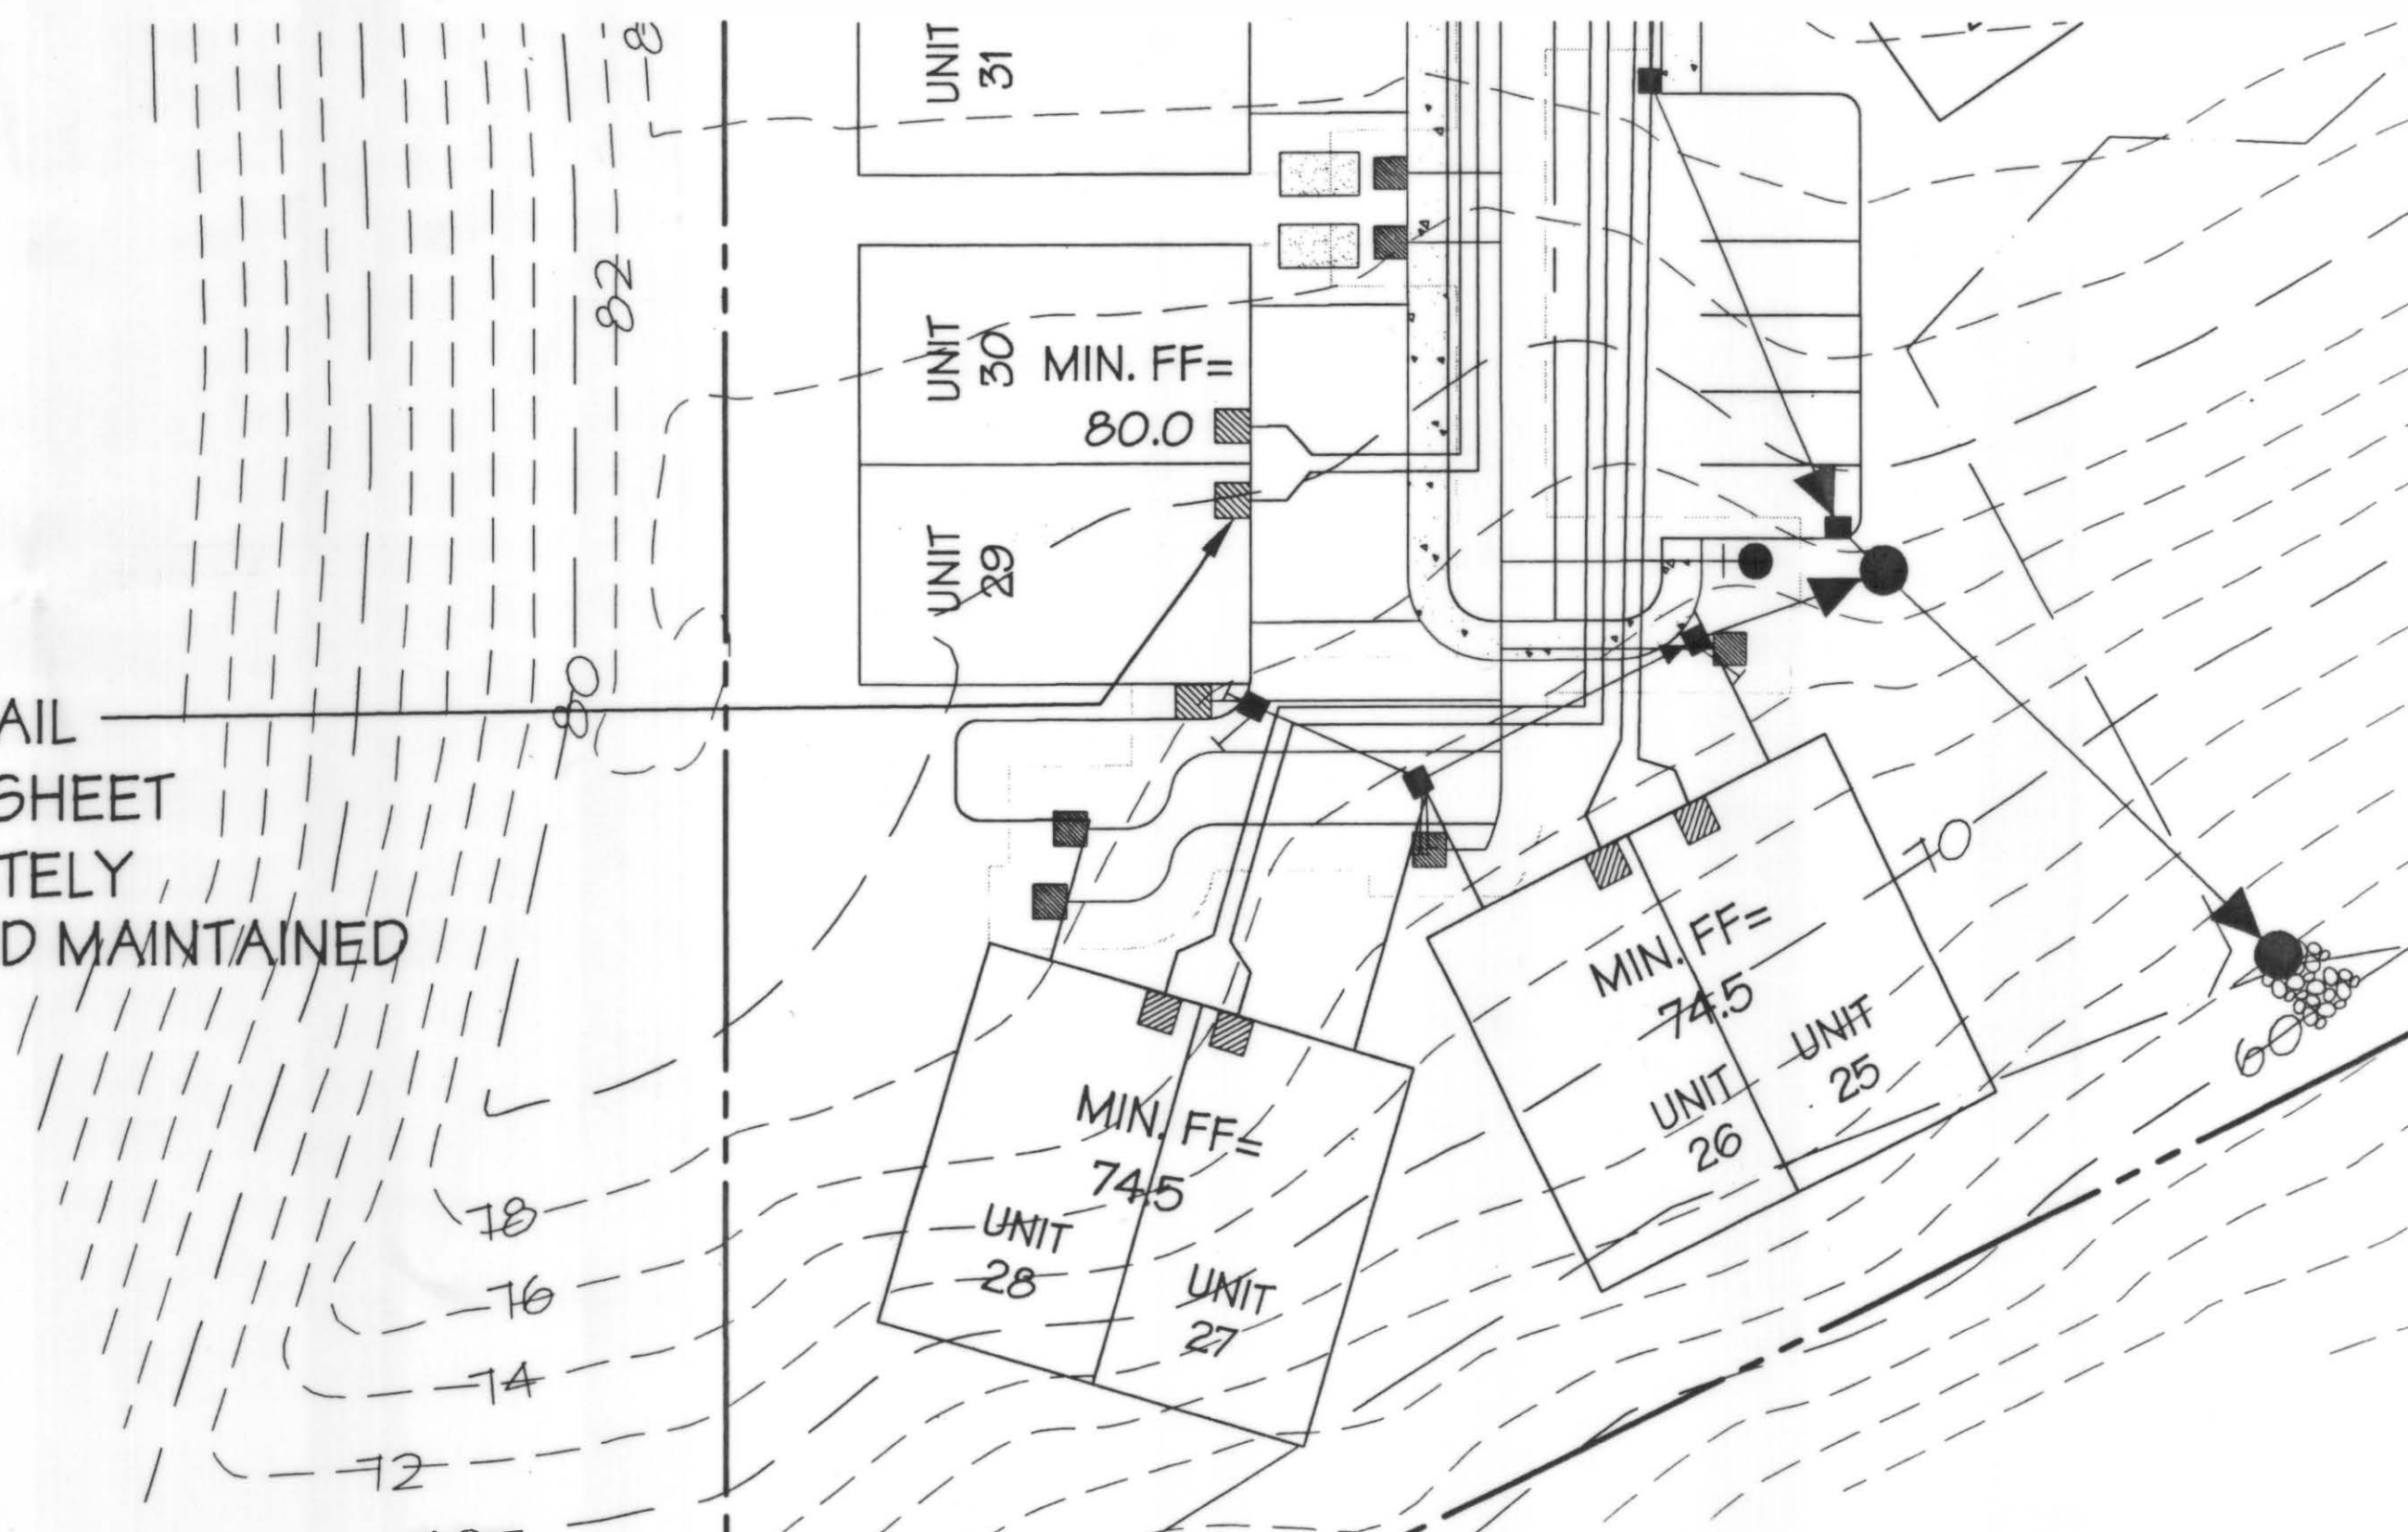 UNIT
31
82
UNIT
30
MIN. FF=
80.0
UNIT
29
80
AIL
SHEET
TELY
D MAINTAINED
70
MIN. FF=
74.5
UNIT
25
UNIT
26
60
MIN. FF=
74.5
UNIT
28
UNIT
27
78
76
74
72